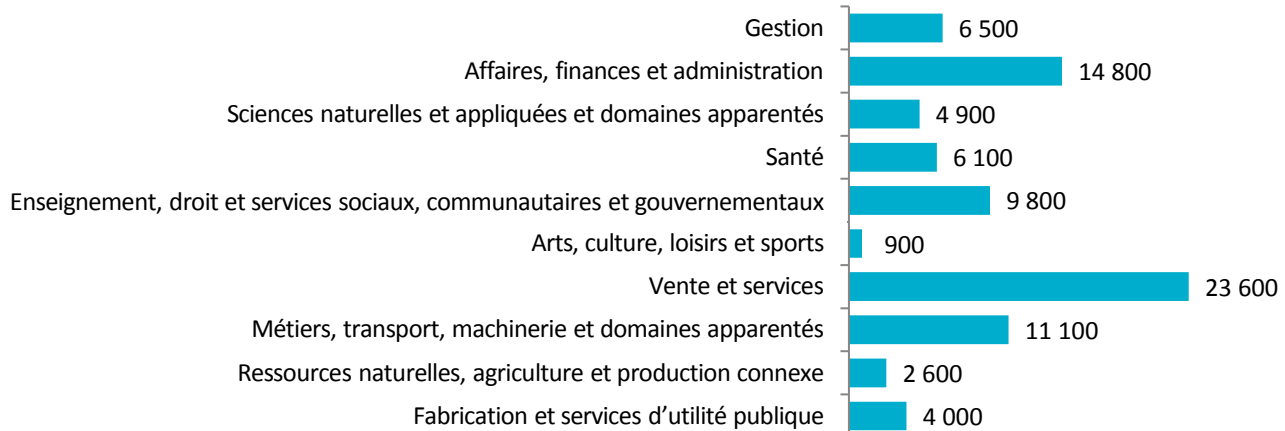 Gestion 6 500
Affaires, finances et administration 14 800
Sciences naturelles et appliquées et domaines apparentés 4 900
Santé 6 100
Enseignement, droit et services sociaux, communautaires et gouvernementaux 9 800
Arts, culture, loisirs et sports 900
Vente et services 23 600
Métiers, transport, machinerie et domaines apparentés 11 100
Ressources naturelles, agriculture et production connexe 2 600
Fabrication et services d’utilité publique 4 000